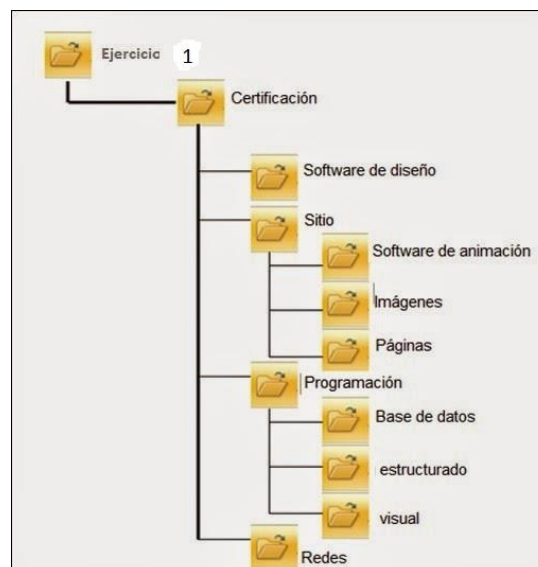 Ejercicio 1
Certificación
Software de diseño
Sitio
Software de animación
Imágenes
Páginas
Programación
Base de datos
estructurado
visual
Redes